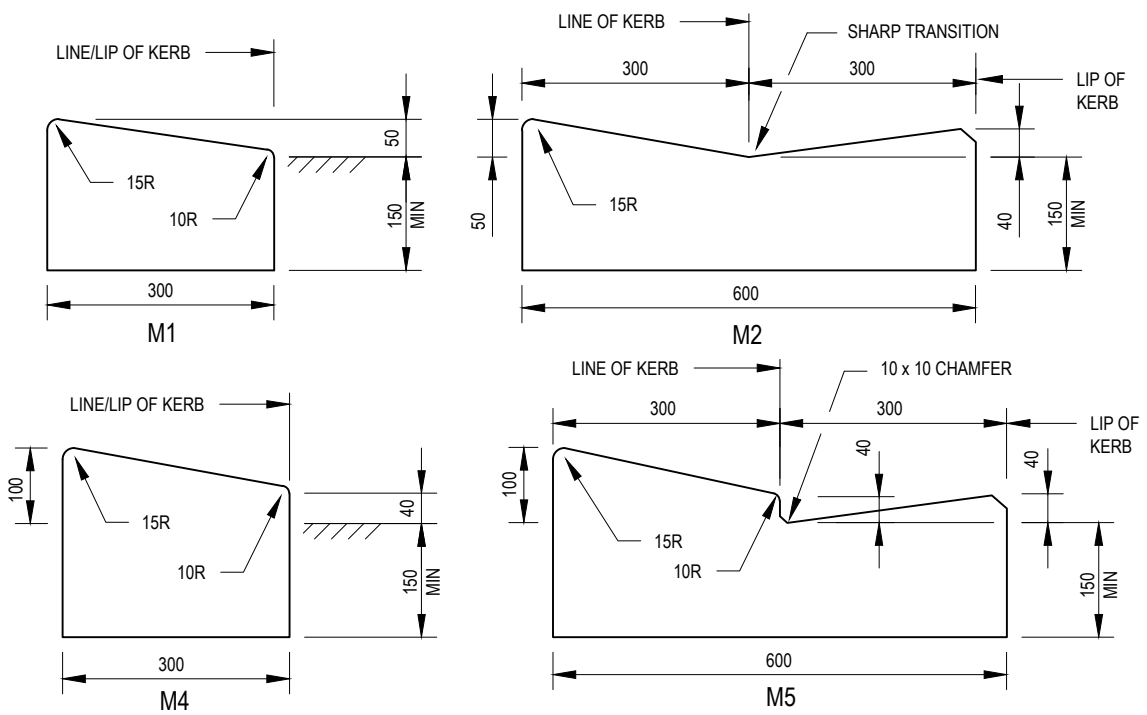 LINE/LIP OF KERB
50
15R
10R
150
MIN
300
M1
LINE OF KERB
SHARP TRANSITION
300
300
LIP OF
KERB
50
15R
40
150
MIN
600
M2
LINE/LIP OF KERB
100
15R
10R
40
150
MIN
300
M4
LINE OF KERB
10 x 10 CHAMFER
300
300
LIP OF
KERB
100
40
40
15R
10R
150
MIN
600
M5